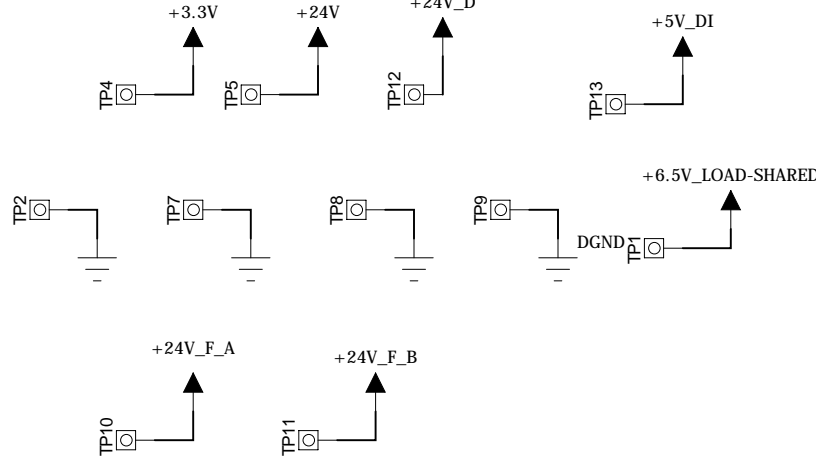 +3.3V
+24V
+24V_D
+5V_DI
TP4
TP5
TP12
TP13
+6.5V_LOAD-SHARED
TP2
TP7
TP8
TP9
DGND
TP1
+24V_F_A
+24V_F_B
TP10
TP11